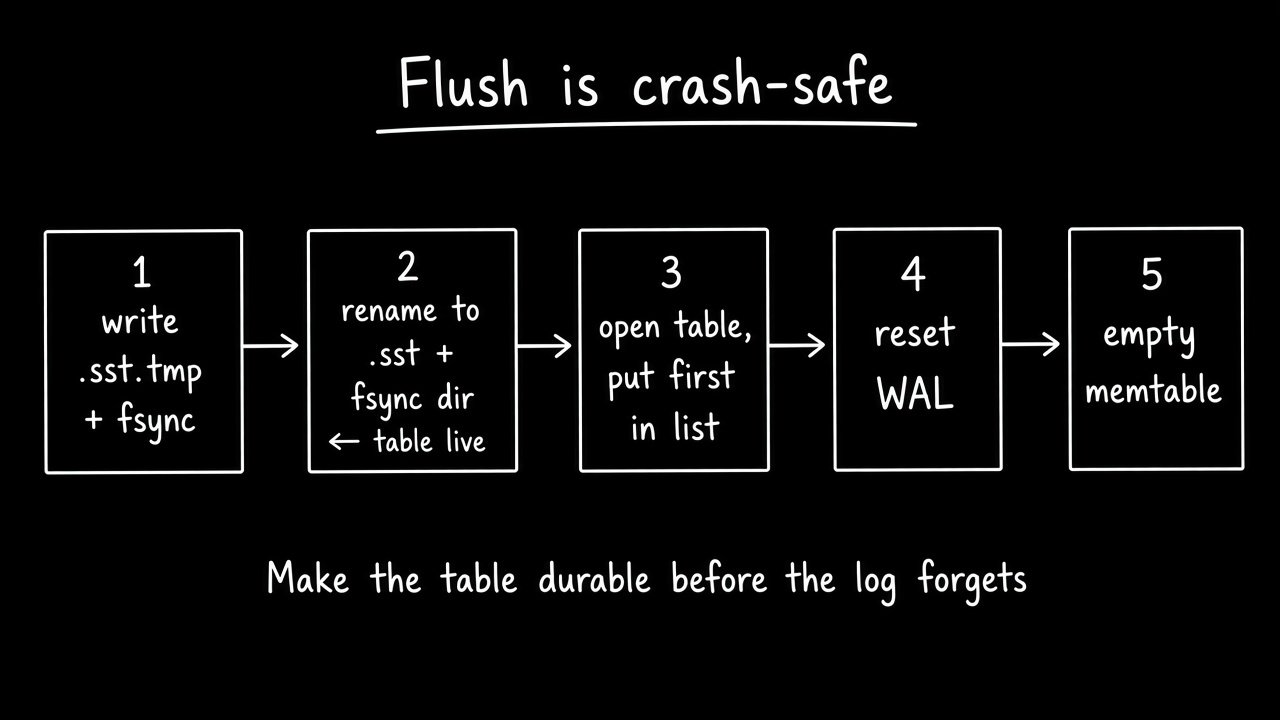 Flush is crash-safe
1
write
.sst.tmp
+ fsync
2
rename to
.sst +
fsync dir
← table live
3
open table,
put first
in list
4
reset
WAL
5
empty
memtable
Make the table durable before the log forgets